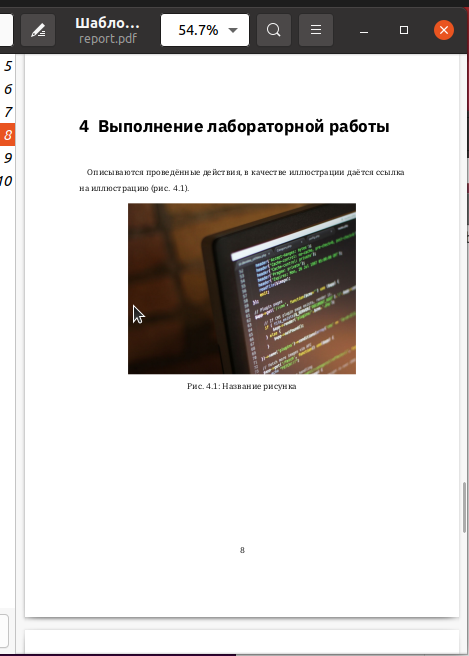 Шабло...
report.pdf
54.7%
5
6
7
8
9
10
4 Выполнение лабораторной работы
Описываются проведённые действия, в качестве иллюстрации даётся ссылка
на иллюстрацию (рис. 4.1).
Рис. 4.1: Название рисунка
8